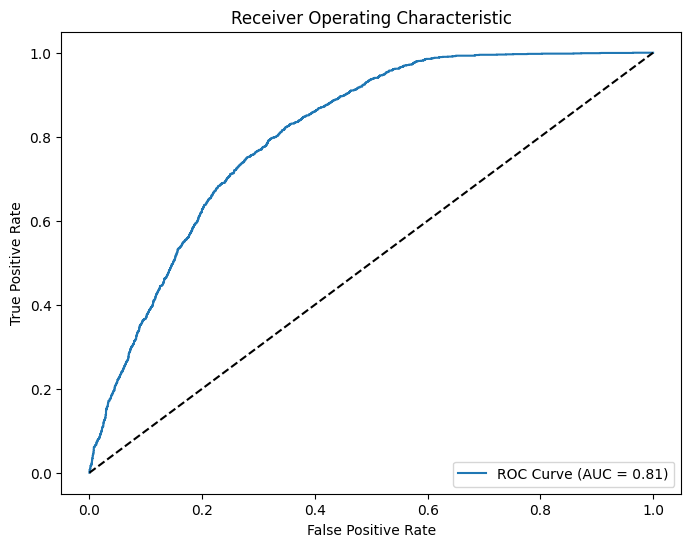 Receiver Operating Characteristic
True Positive Rate
1.0
0.8
0.6
0.4
0.2
0.0
0.0 0.2 0.4 0.6 0.8 1.0
False Positive Rate
ROC Curve (AUC = 0.81)